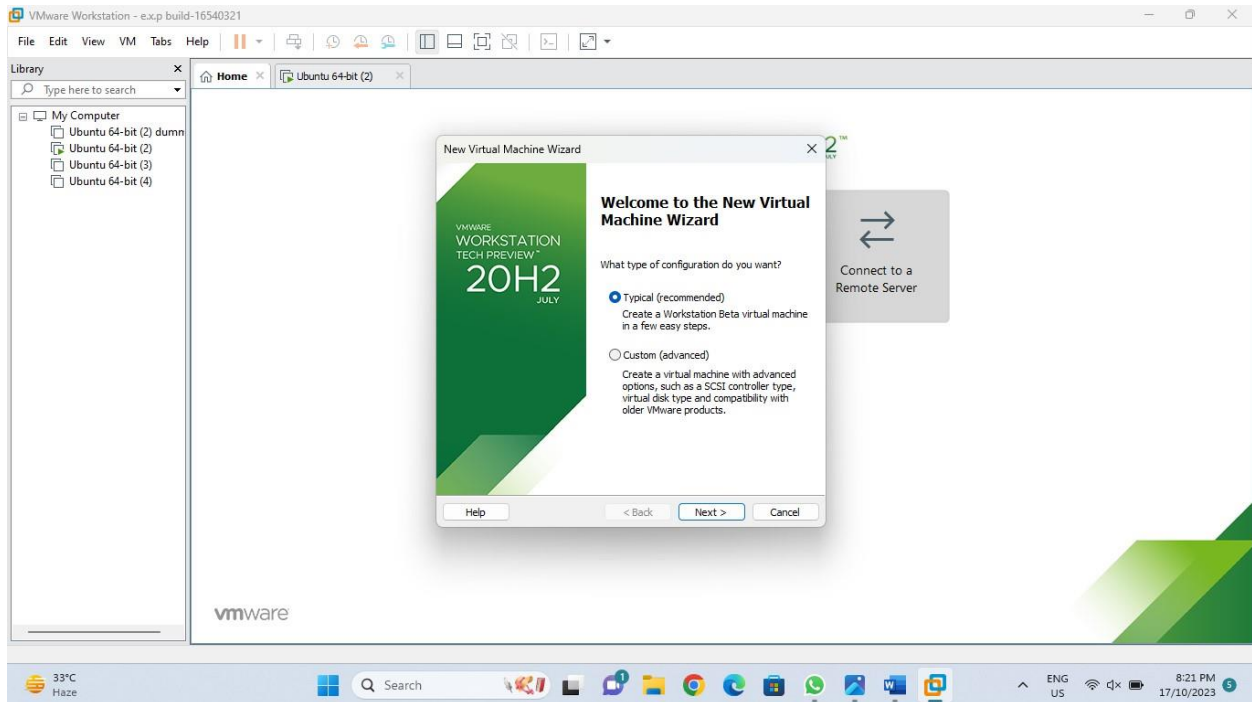 VMware Workstation - e.x.p build-16540321
File Edit View VM Tabs Help
Library
Type here to search
My Computer
Ubuntu 64-bit (2) dumm
Ubuntu 64-bit (2)
Ubuntu 64-bit (3)
Ubuntu 64-bit (4)
Home
Ubuntu 64-bit (2)
2™
New Virtual Machine Wizard
VMWARE
WORKSTATION
TECH PREVIEW™
20H2
JULY
Welcome to the New Virtual
Machine Wizard
What type of configuration do you want?
Typical (recommended)
Create a Workstation Beta virtual machine
in a few easy steps.
Custom (advanced)
Create a virtual machine with advanced
options, such as a SCSI controller type,
virtual disk type and compatibility with
older VMware products.
Help
< Back
Next >
Cancel
Connect to a
Remote Server
vmware
33°C
Haze
Search
1
ENG
US
8:21 PM
17/10/2023
5